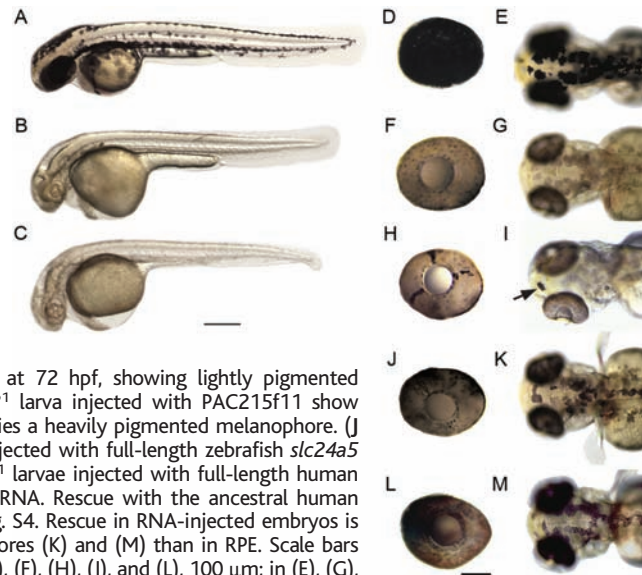 A
B
C
D
E
F
G
H
I
J
K
L
M
at 72 hpf, showing lightly pigmented
larva injected with PAC215f11 show
ies a heavily pigmented melanophore. (J
jected with full-length zebrafish slc24a5
larvae injected with full-length human
RNA. Rescue with the ancestral human
g. S4. Rescue in RNA-injected embryos is
ores (K) and (M) than in RPE. Scale bars
(F), (H), (J), and (L), 100 μm; in (E), (G),